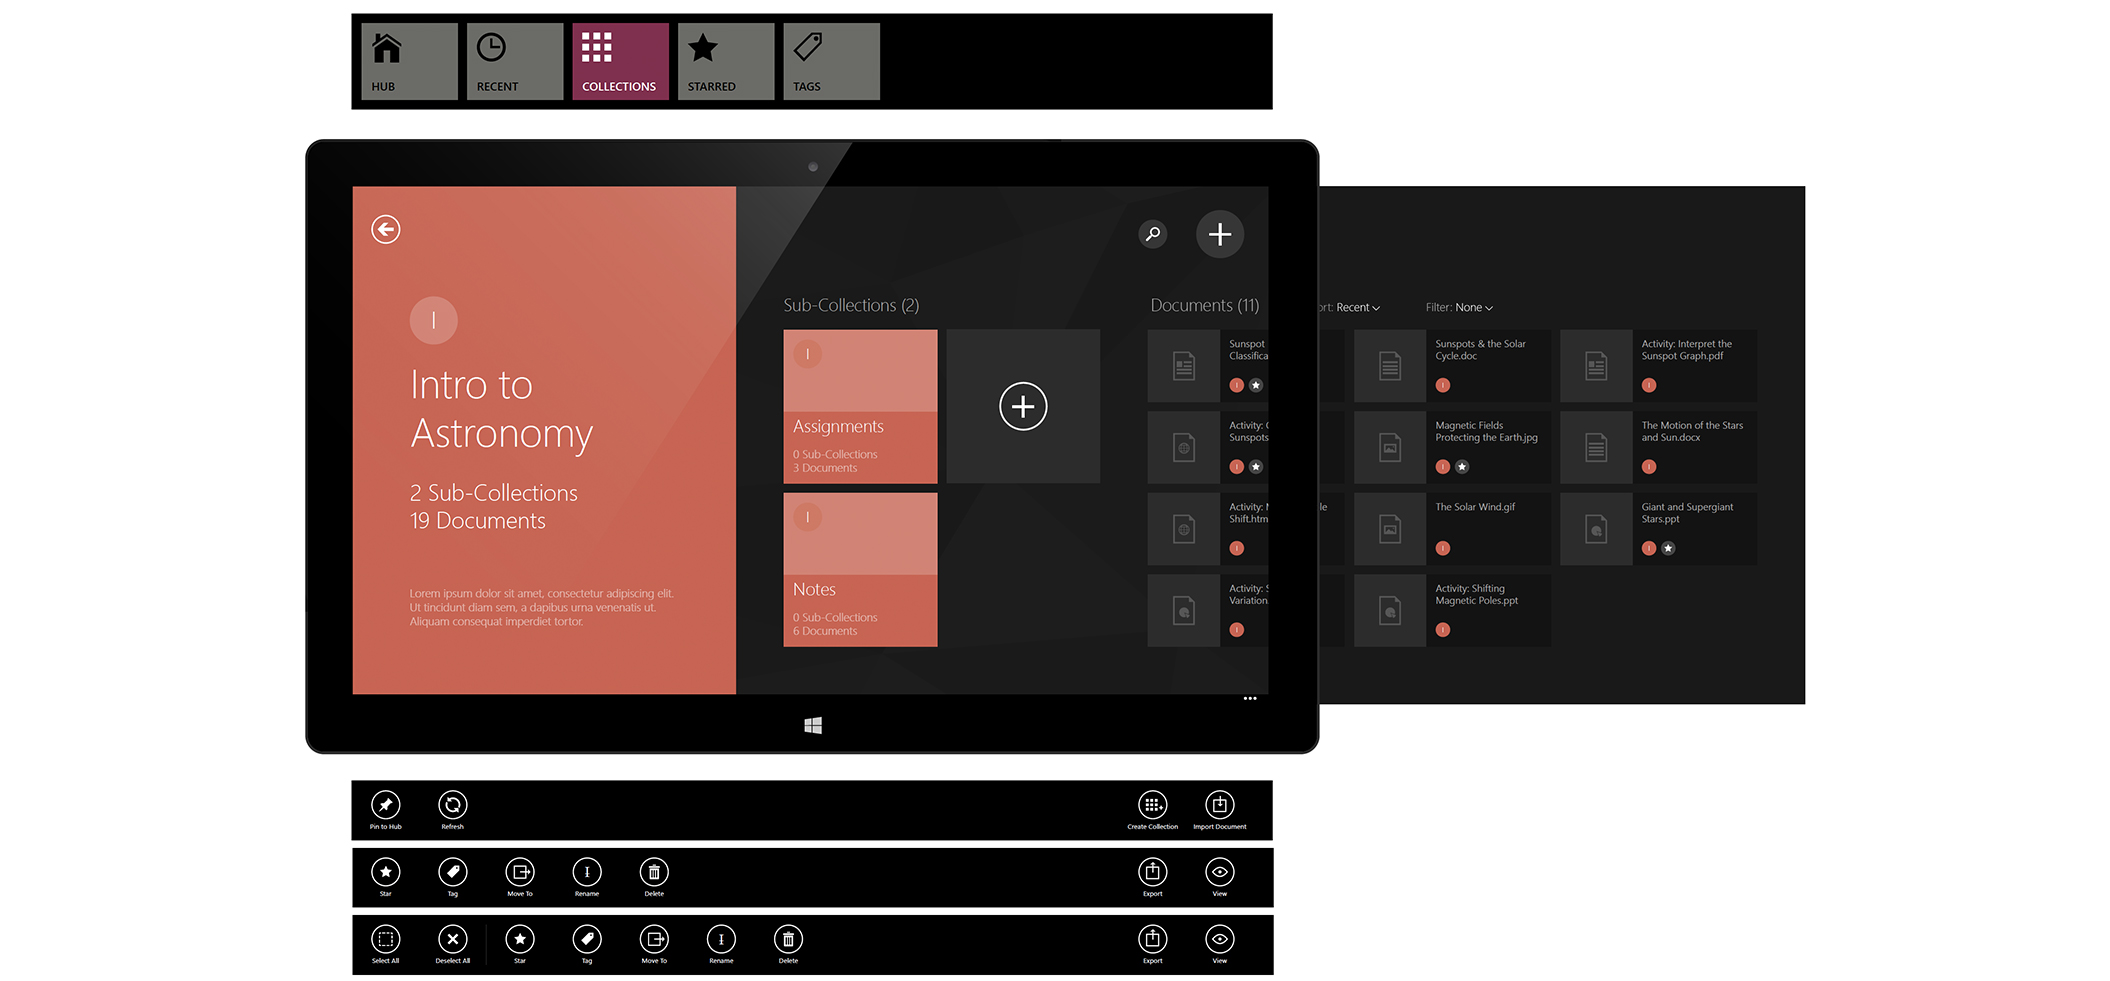 HUB
RECENT
COLLECTIONS
STARRED
TAGS
I
Intro to
Astronomy
2 Sub-Collections
19 Documents
Lorem ipsum dolor sit amet, consectetur adipiscing elit.
Ut tincidunt diam sem, a dapibus urna venenatis ut.
Aliquam consequat imperdiet tortor.
Sub-Collections (2)
I
Assignments
0 Sub-Collections
3 Documents
I
Notes
0 Sub-Collections
6 Documents
Documents (11)
ort: Recent
Filter: None
Sunspot
Classifica
Sunspots & the Solar
Cycle.doc
Activity: Interpret the
Sunspot Graph.pdf
Activity:
Sunspots
Magnetic Fields
Protecting the Earth.jpg
The Motion of the Stars
and Sun.docx
Activity: le
Shift.htm
The Solar Wind.gif
Giant and Supergiant
Stars.ppt
Activity: S
Variation.
Activity: Shifting
Magnetic Poles.ppt
Pin to Hub
Refresh
Create Collection
Import Document
Star
Tag
Move To
Rename
Delete
Export
View
Select All
Deselect All
Star
Tag
Move To
Rename
Delete
Export
View